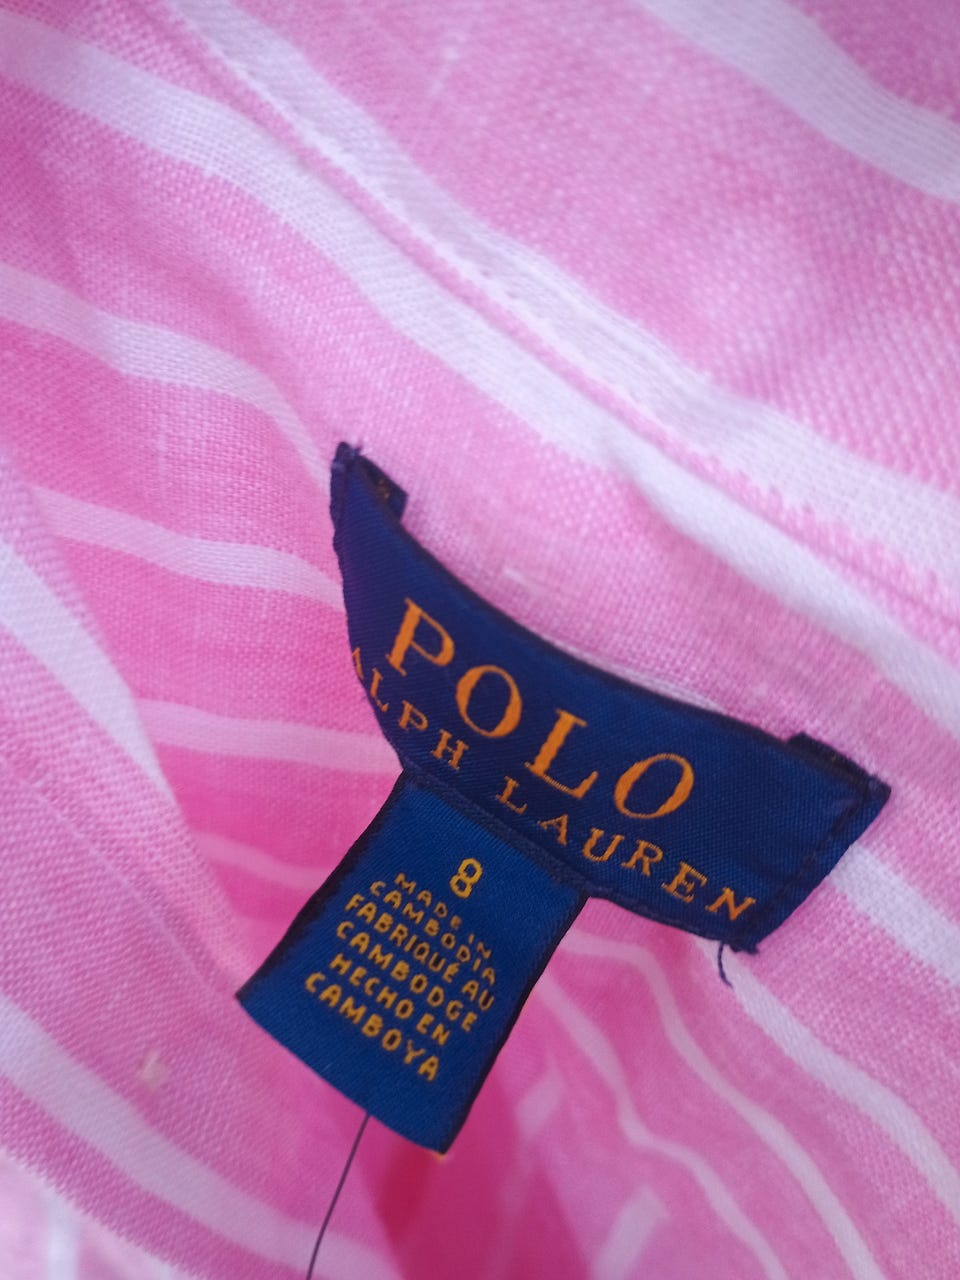 POLO
RALPH LAUREN
8
MADE IN
CAMBODIA
FABRIQUÉ AU
CAMBODGE
HECHO EN
CAMBOYA